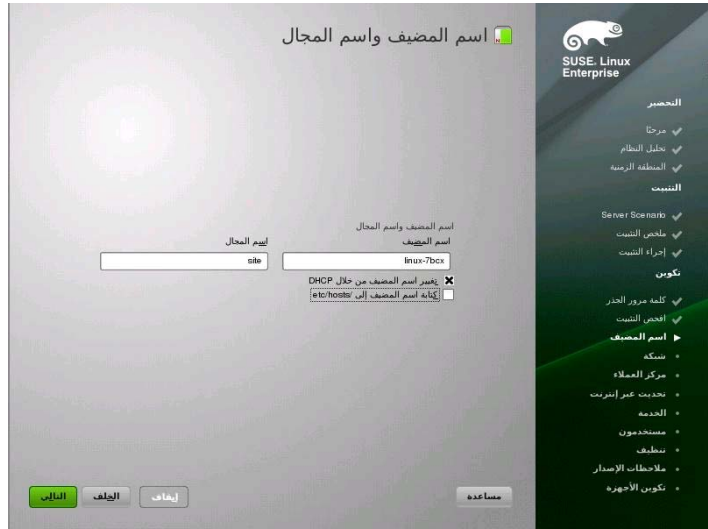 اسم المضيف واسم المجال
SUSE. Linux
Enterprise
التحضير
مرحبًا
تحليل النظام
المنطقة الزمنية
التثبيت
Server Scenario
ملخص التثبيت
إجراء التثبيت
تكوين
كلمة مرور الجذر
افحص التثبيت
اسم المضيف
شبكة
مركز العملاء
تحديث عبر إنترنت
الخدمة
مستخدمون
تنظيف
ملاحظات الإصدار
تكوين الأجهزة
اسم المضيف واسم المجال
اسم المضيف
اسم المجال
linux-7bcx
site
تغيير اسم المضيف من خلال DHCP
كتابة اسم المضيف إلى /etc/hosts
مساعدة
إيقاف
الخلف
التالي